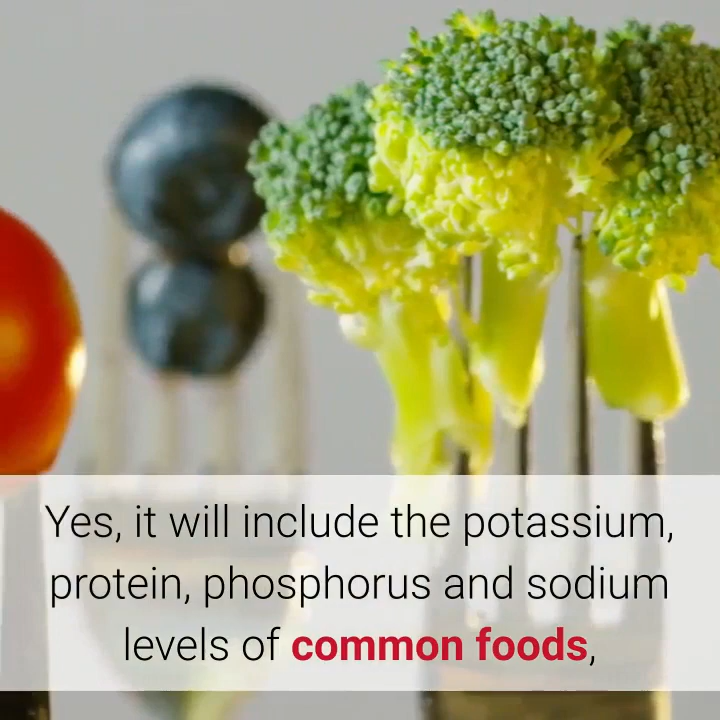 Yes, it will include the potassium,
protein, phosphorus and sodium
levels of common foods,